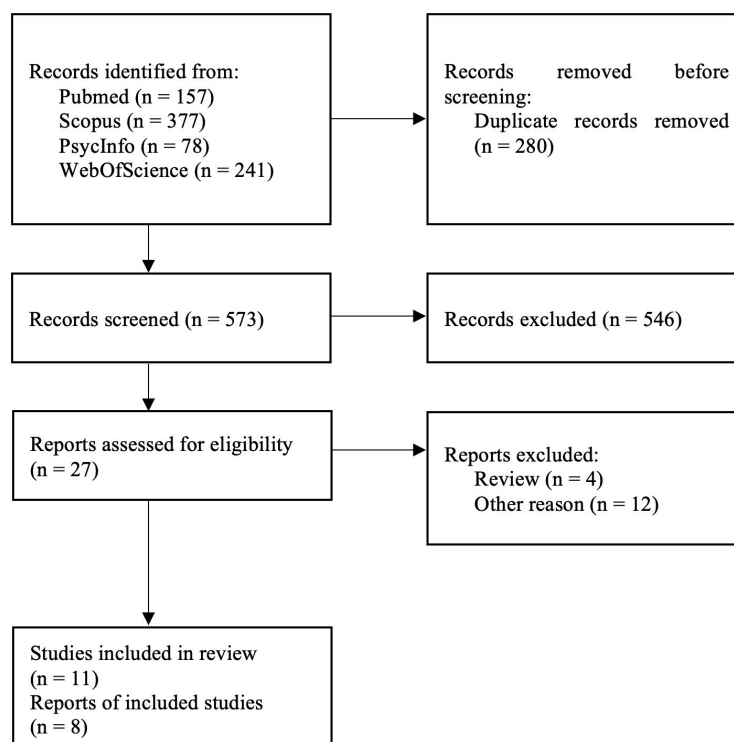 Records identified from:
Pubmed (n = 157)
Scopus (n = 377)
PsycInfo (n = 78)
WebOfScience (n = 241)
Records removed before
screening:
Duplicate records removed
(n = 280)
Records screened (n = 573)
Records excluded (n = 546)
Reports assessed for eligibility
(n = 27)
Reports excluded:
Review (n = 4)
Other reason (n = 12)
Studies included in review
(n = 11)
Reports of included studies
(n = 8)